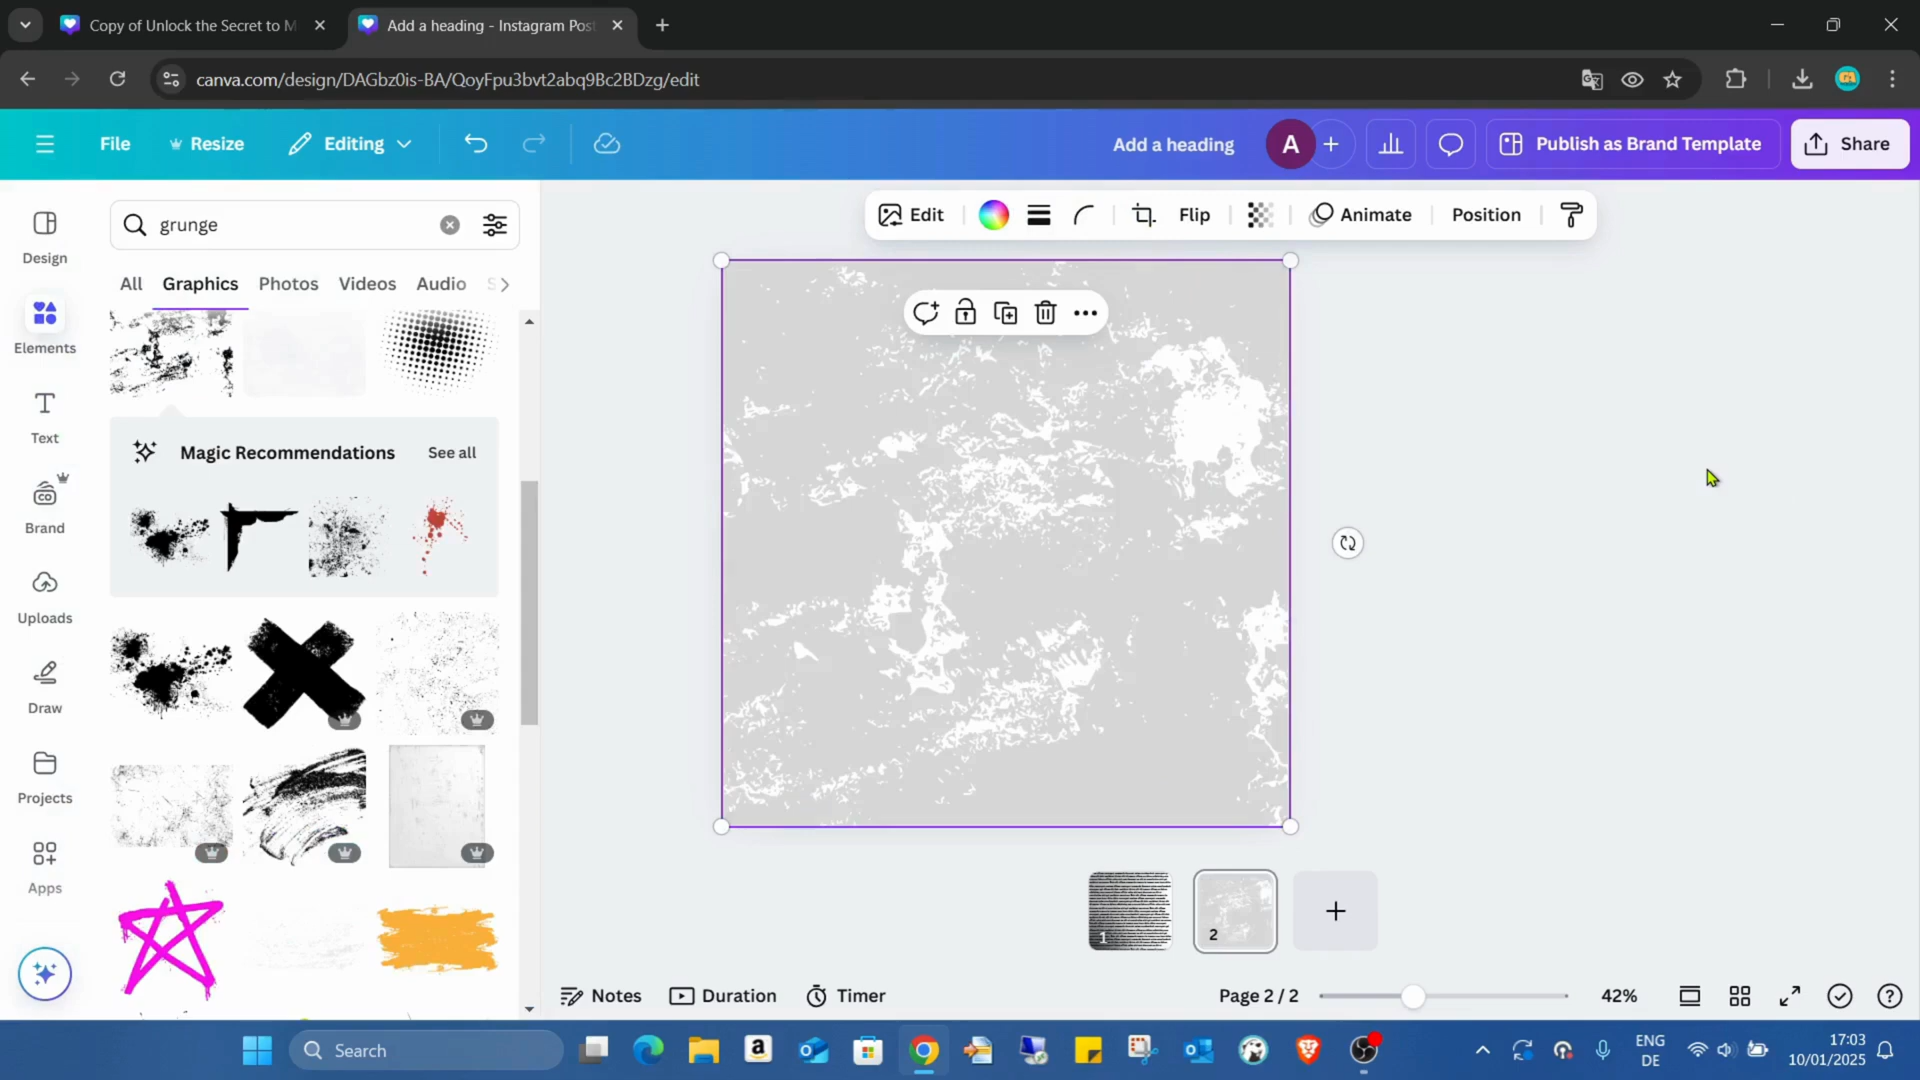 Copy of Unlock the Secret to M
Add a heading - Instagram Post
canva.com/design/DAGbz0is-BA/QoyFpu3bvt2abq9Bc2BDzg/edit
File
Resize
Editing
Add a heading
A
Publish as Brand Template
Share
grunge
Edit
Flip
Animate
Position
Design
Elements
Text
Brand
Uploads
Draw
Projects
Apps
All
Graphics
Photos
Videos
Audio
Magic Recommendations
See all
1
2
Notes
Duration
Timer
Page 2 / 2
42%
Search
ENG
DE
17:03
10/01/2025